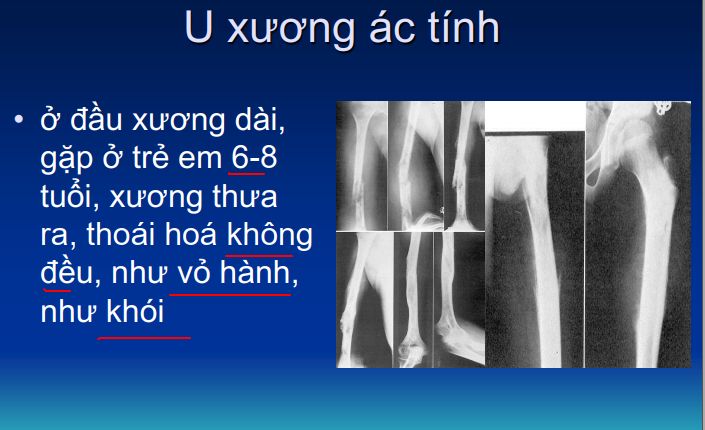 U xương ác tính
• ở đầu xương dài,
gặp ở trẻ em 6-8
tuổi, xương thưa
ra, thoái hoá không
đều, như vỏ hành,
như khói